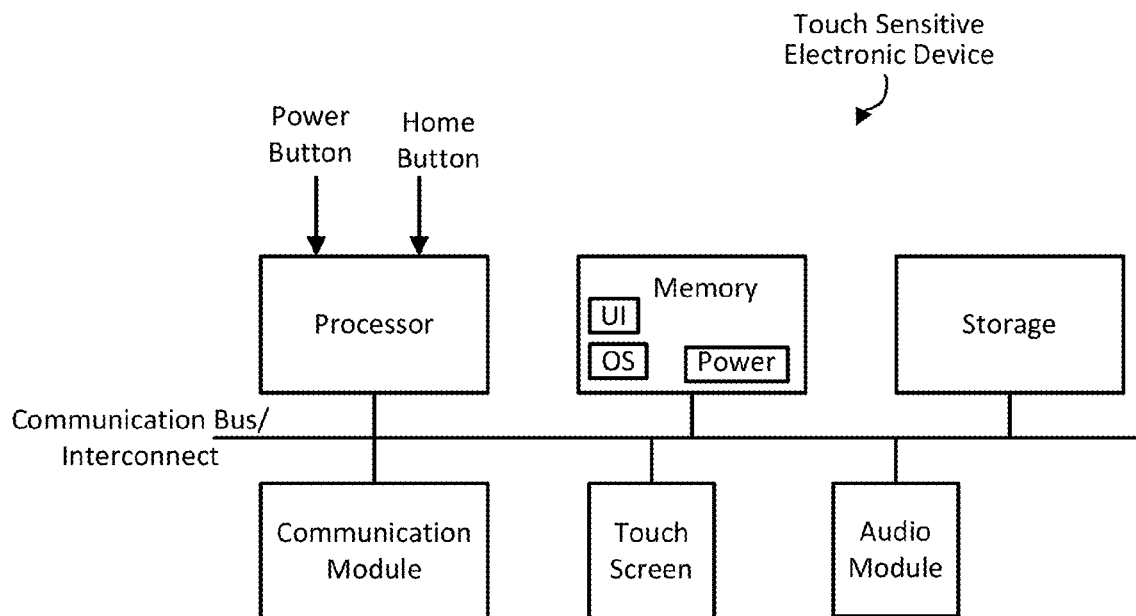 Touch Sensitive
Electronic Device
Power
Button
Home
Button
Processor
Memory
UI
OS
Power
Storage
Communication Bus/
Interconnect
Communication
Module
Touch
Screen
Audio
Module